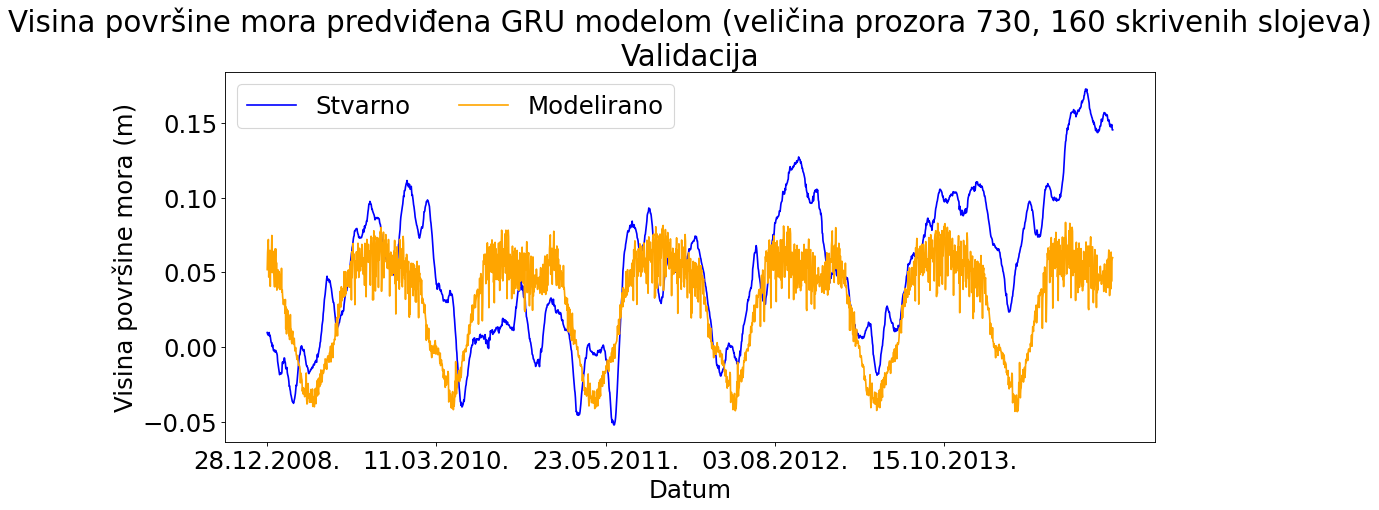 Visina površine mora predviđena GRU modelom (veličina prozora 730, 160 skrivenih slojeva)
Validacija
Stvarno
Modelirano
Visina površine mora (m)
0.15
0.10
0.05
0.00
−0.05
28.12.2008.
11.03.2010.
23.05.2011.
03.08.2012.
15.10.2013.
Datum